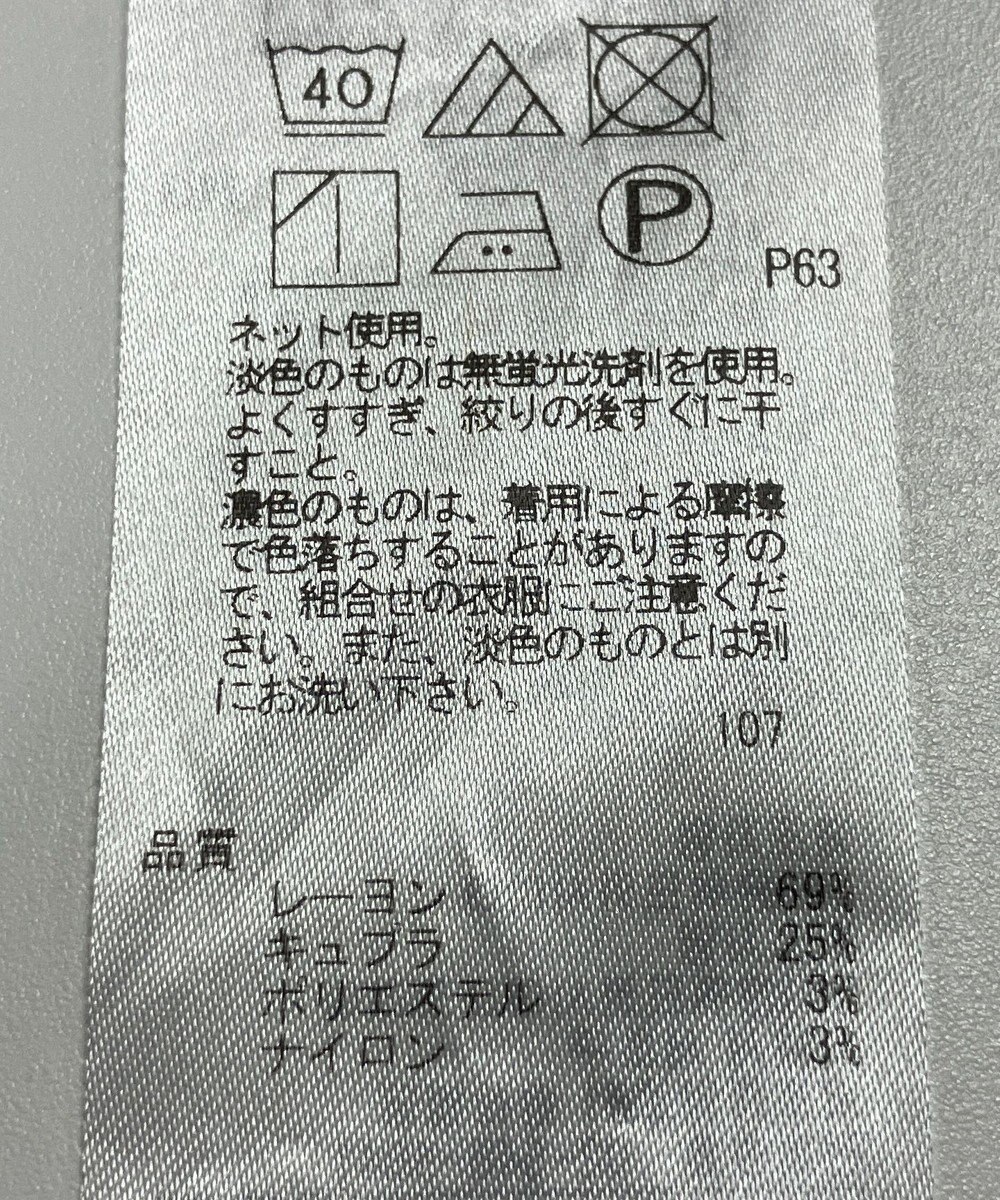 40
P
P63
ネット使用。
淡色のものは無蛍光洗剤を使用。
よくすすぎ、絞りの後すぐに干
すこと。
濃色のものは、着用による摩擦
で色落ちすることがありますの
で、組合せの衣服にご注意くだ
さい。また、淡色のものとは別
にお洗い下さい。
107
品質
レーヨン 69%
キュプラ 25%
ポリエステル 3%
ナイロン 3%